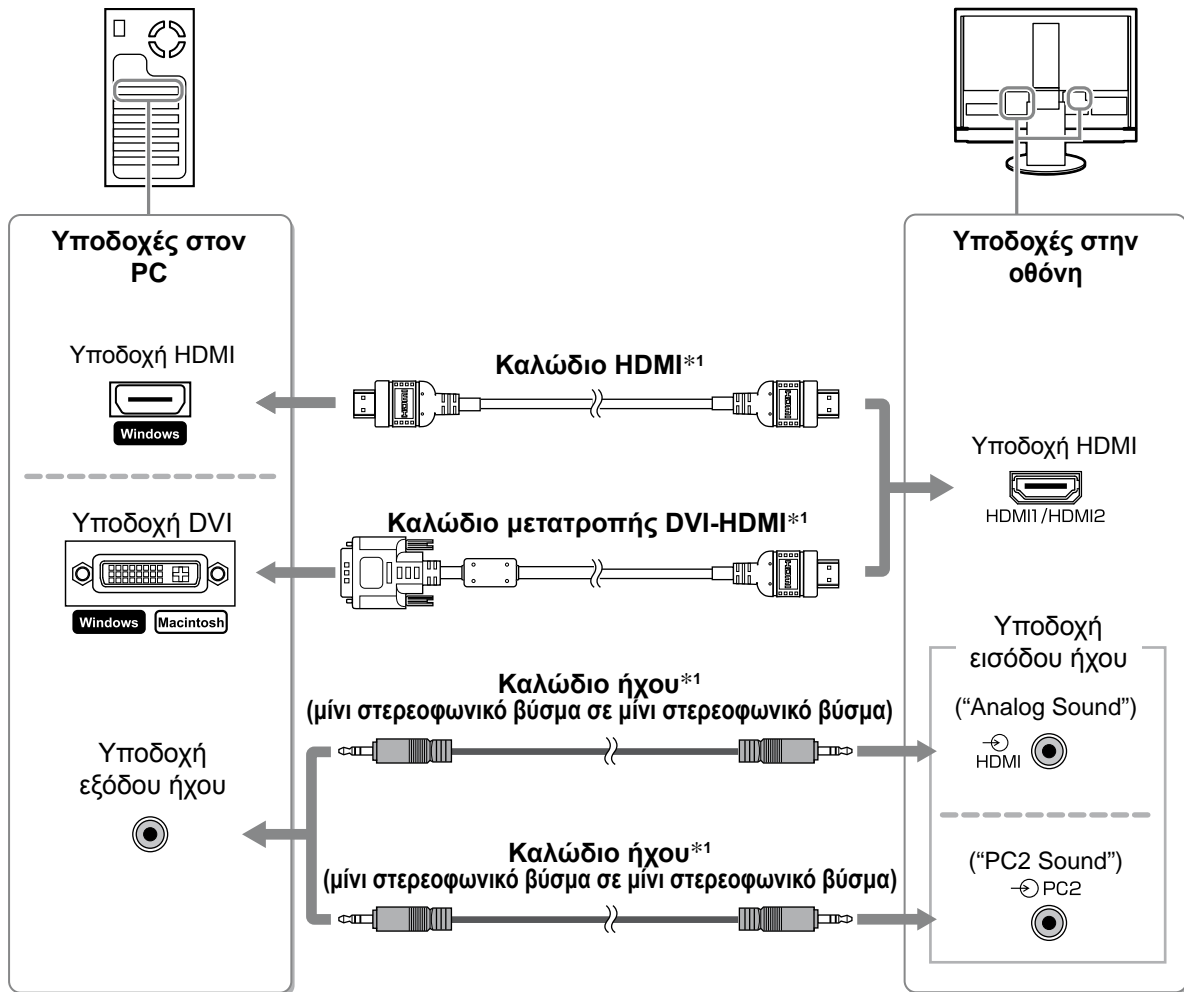 Υποδοχές στον
PC
Υποδοχή HDMI
Windows
Υποδοχή DVI
Windows Macintosh
Υποδοχή
εξόδου ήχου
Καλώδιο HDMI*1
Καλώδιο μετατροπής DVI-HDMI*1
Καλώδιο ήχου*1
(μίνι στερεοφωνικό βύσμα σε μίνι στερεοφωνικό βύσμα)
Καλώδιο ήχου*1
(μίνι στερεοφωνικό βύσμα σε μίνι στερεοφωνικό βύσμα)
Υποδοχές στην
οθόνη
Υποδοχή HDMI
HDMI1/HDMI2
Υποδοχή
εισόδου ήχου
(“Analog Sound”)
HDMI
(“PC2 Sound”)
PC2